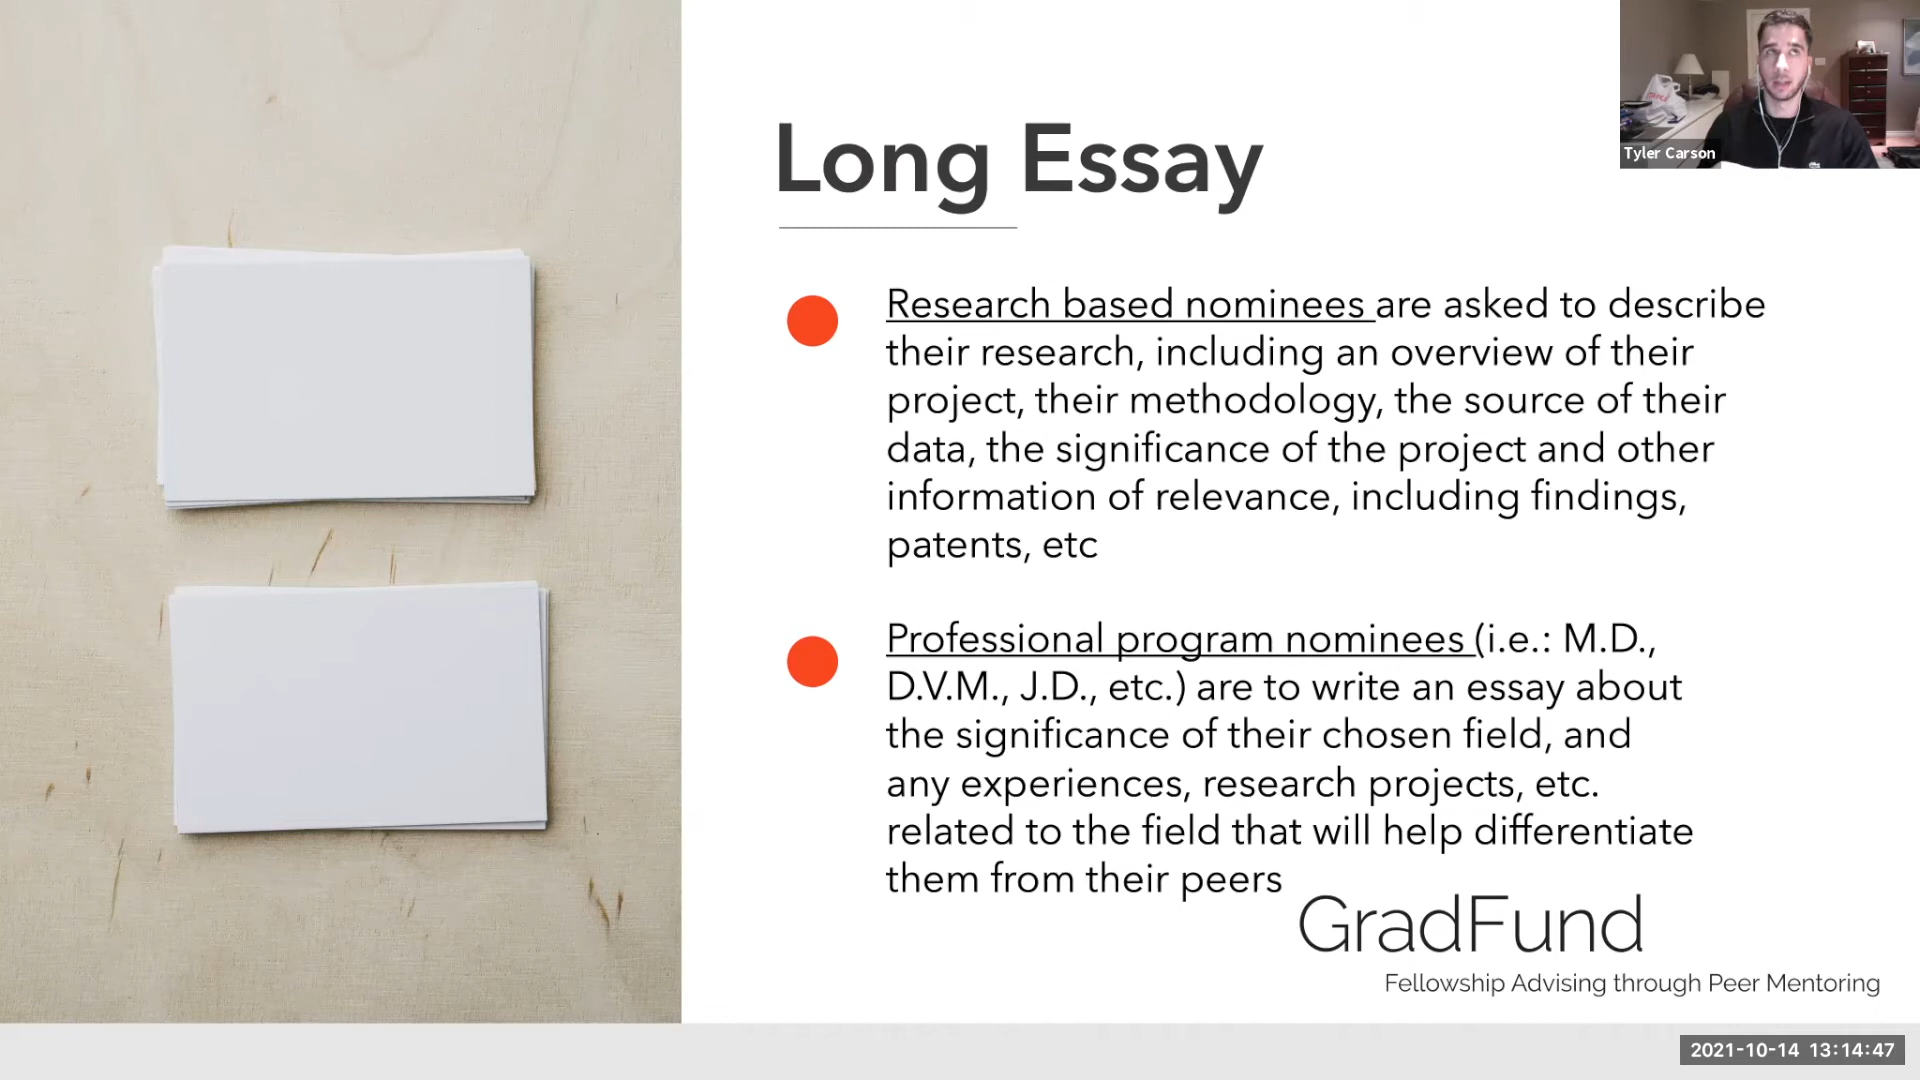 Long Essay
Tyler Carson
Research based nominees are asked to describe
their research, including an overview of their
project, their methodology, the source of their
data, the significance of the project and other
information of relevance, including findings,
patents, etc
Professional program nominees (i.e.: M.D.,
D.V.M., J.D., etc.) are to write an essay about
the significance of their chosen field, and
any experiences, research projects, etc.
related to the field that will help differentiate
them from their peers
GradFund
Fellowship Advising through Peer Mentoring
2021-10-14 13:14:47